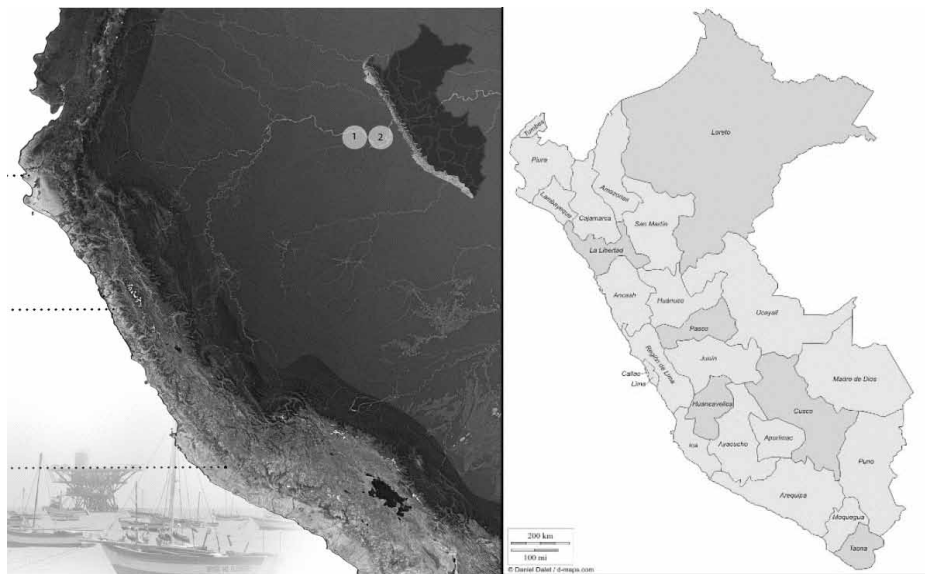 1
2
Tumbes
Loreto
Piura
Amazonas
Lambayeque
Cajamarca
San Martin
La Libertad
Ancash
Huánuco
Ucayali
Pasco
Región de Lima
Junín
Callao
Lima
Madre de Dios
Huancavelica
Cusco
Ica
Ayacucho
Apurímac
Puno
Arequipa
Moquegua
Tacna
200 km
100 mi
© Daniel Dalet / d-maps.com